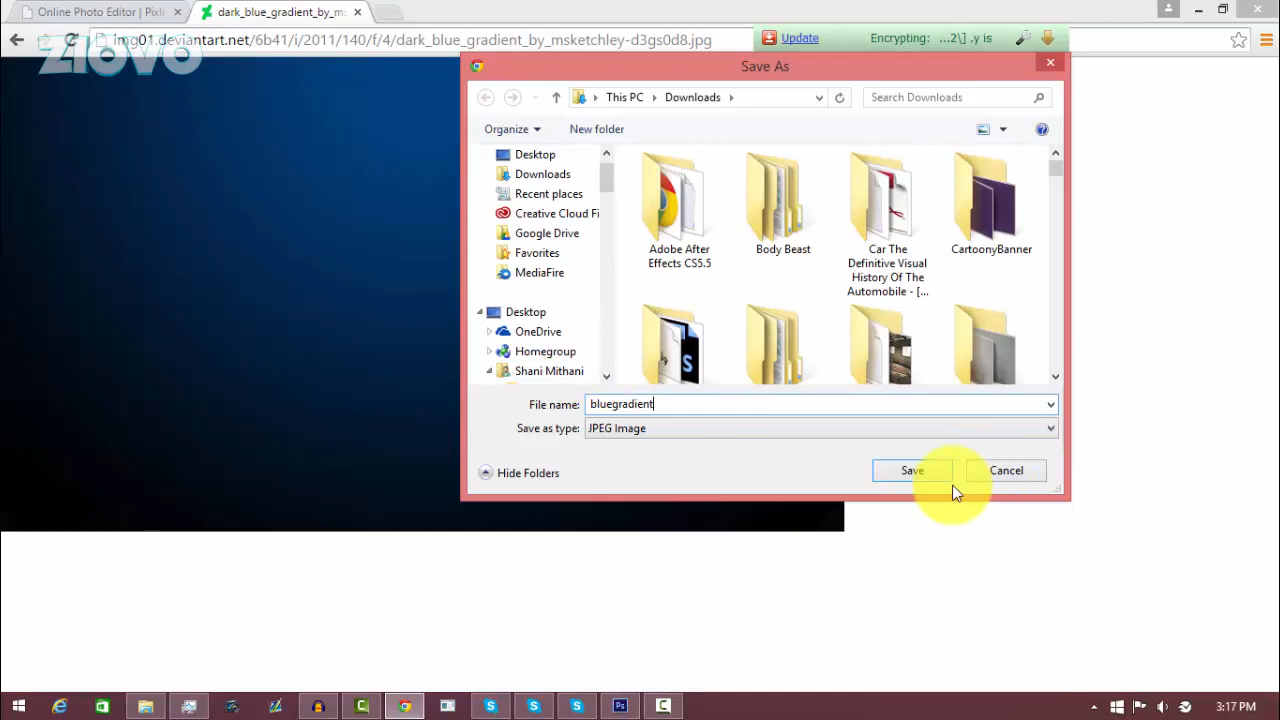 Online Photo Editor | Pixlr
dark_blue_gradient_by_ms
img01.deviantart.net/6b41/i/2011/140/f/4/dark_blue_gradient_by_msketchley-d3gs0d8.jpg
Update
Encrypting: ...2\] .y is
ZIOVO
Save As
This PC
Downloads
Search Downloads
Organize
New folder
Desktop
Downloads
Recent places
Creative Cloud Fi
Google Drive
Favorites
MediaFire
Desktop
OneDrive
Homegroup
Shani Mithani
Adobe After
Effects CS5.5
Body Beast
Car The
Definitive Visual
History Of The
Automobile - [...
CartoonyBanner
File name:
bluegradient
Save as type:
JPEG Image
Hide Folders
Save
Cancel
Ps
3:17 PM